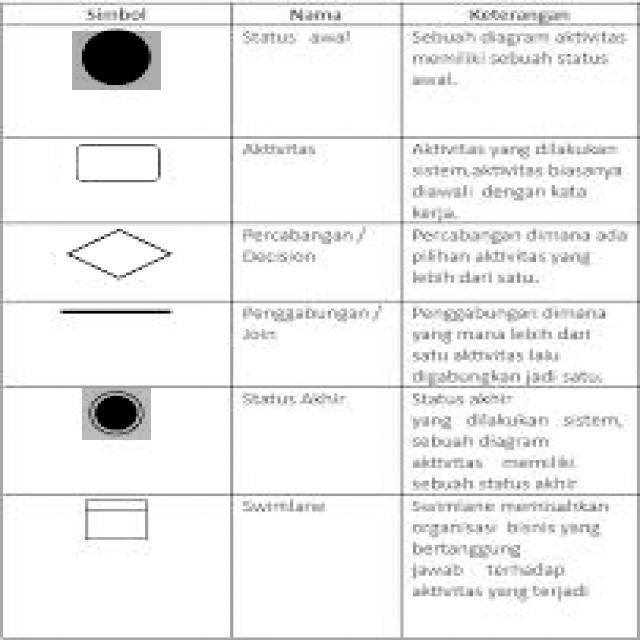 Simbol Nama Keterangan
Status awal
Sebuah diagram aktivitas
memiliki sebuah status
awal.
Aktivitas
Aktivitas yang dilakukan
sistem,aktivitas biasanya
diawali dengan kata
kerja.
Percabangan /
Decision
Percabangan dimana ada
pilihan aktivitas yang
lebih dari satu.
Penggabungan /
Join
Penggabungan dimana
yang mana lebih dari
satu aktivitas lalu
digabungkan jadi satu.
Status Akhir
Status akhir
yang dilakukan sistem,
sebuah diagram
aktivitas memiliki
sebuah status akhir
Swimlane
Swimlane memisahkan
organisasi bisnis yang
bertanggung
jawab terhadap
aktivitas yang terjadi